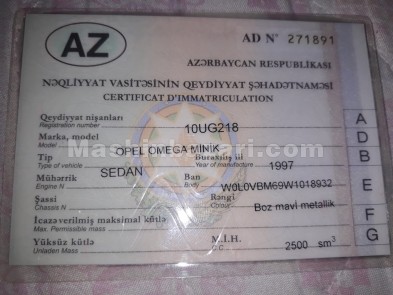 AZ
AD № 271891
AZƏRBAYCAN RESPUBLİKASI
NƏQLİYYAT VASİTƏSİNİN QEYDİYYAT ŞƏHADƏTNAMƏSİ
CERTIFICAT D'IMMATRICULATION
Qeydiyyat nişanları 10UG218 A
Registration number
Marka, model OPEL OMEGA MINIK D
Model
Tip SEDAN Buraxılış ili 1997 B
Type of vehicle Year of manufacture
Mühərrik Ban W0L0VBM69W1018932 E
Engine N Body
Şassi Rəngi Boz mavi metallik
Chassis N Colour
İcazəverilmiş maksimal kütlə F
Max. Permissible mass
Yüksüz kütlə M.İ.H. 2500 sm³ G
Unladen Mass C.C.